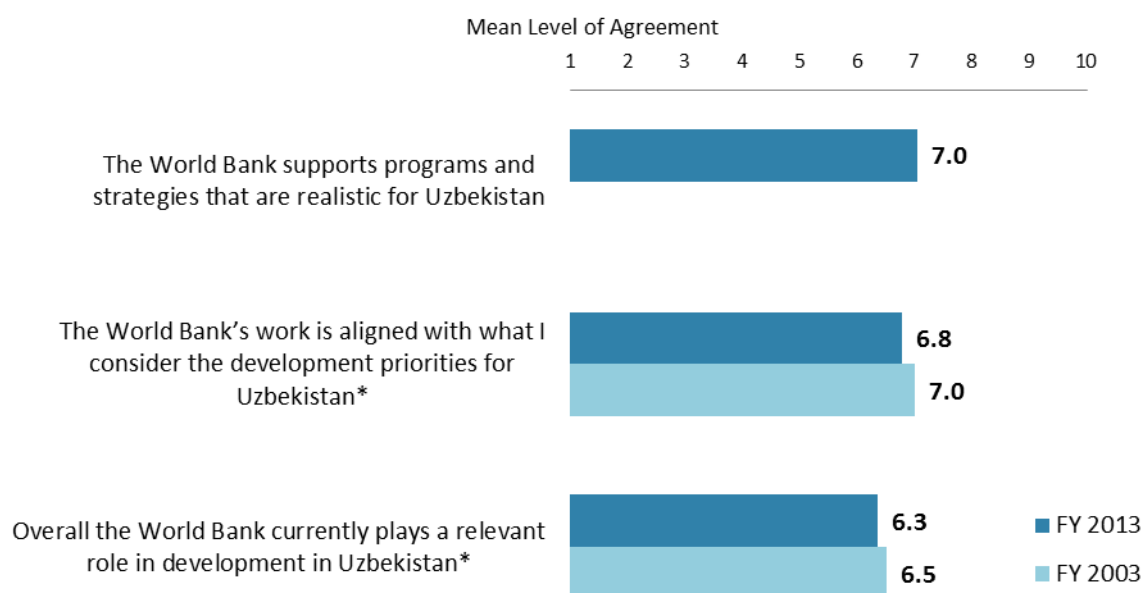 Mean Level of Agreement
1 2 3 4 5 6 7 8 9 10
The World Bank supports programs and
strategies that are realistic for Uzbekistan
7.0
The World Bank’s work is aligned with what I
consider the development priorities for
Uzbekistan*
6.8
7.0
Overall the World Bank currently plays a relevant
role in development in Uzbekistan*
6.3
6.5
FY 2013
FY 2003